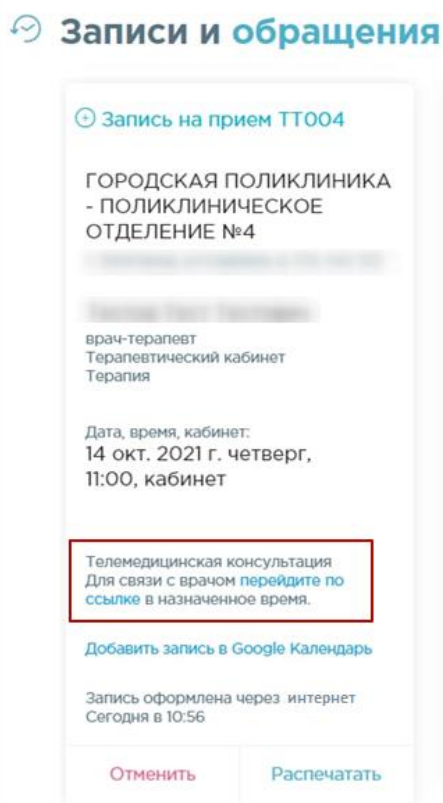 Записи и обращения
Запись на прием ТТ004
ГОРОДСКАЯ ПОЛИКЛИНИКА
- ПОЛИКЛИНИЧЕСКОЕ
ОТДЕЛЕНИЕ №4
врач-терапевт
Терапевтический кабинет
Терапия
Дата, время, кабинет:
14 окт. 2021 г. четверг,
11:00, кабинет
Телемедицинская консультация
Для связи с врачом перейдите по
ссылке в назначенное время.
Добавить запись в Google Календарь
Запись оформлена через интернет
Сегодня в 10:56
Отменить Распечатать